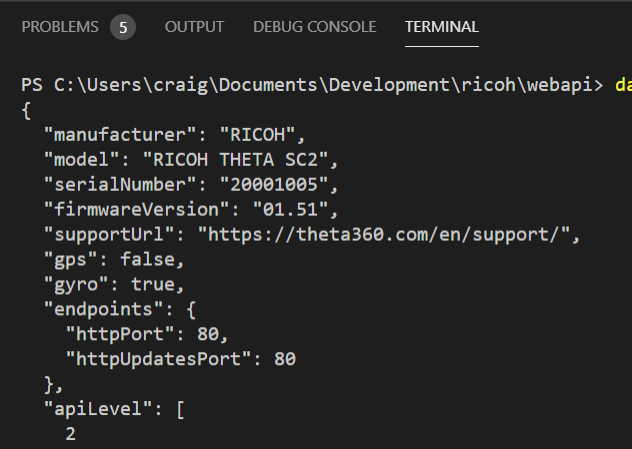 PROBLEMS 5 OUTPUT DEBUG CONSOLE TERMINAL
PS C:\Users\craig\Documents\Development\ricoh\webapi> da
{
  "manufacturer": "RICOH",
  "model": "RICOH THETA SC2",
  "serialNumber": "20001005",
  "firmwareVersion": "01.51",
  "supportUrl": "https://theta360.com/en/support/",
  "gps": false,
  "gyro": true,
  "endpoints": {
    "httpPort": 80,
    "httpUpdatesPort": 80
  },
  "apiLevel": [
    2